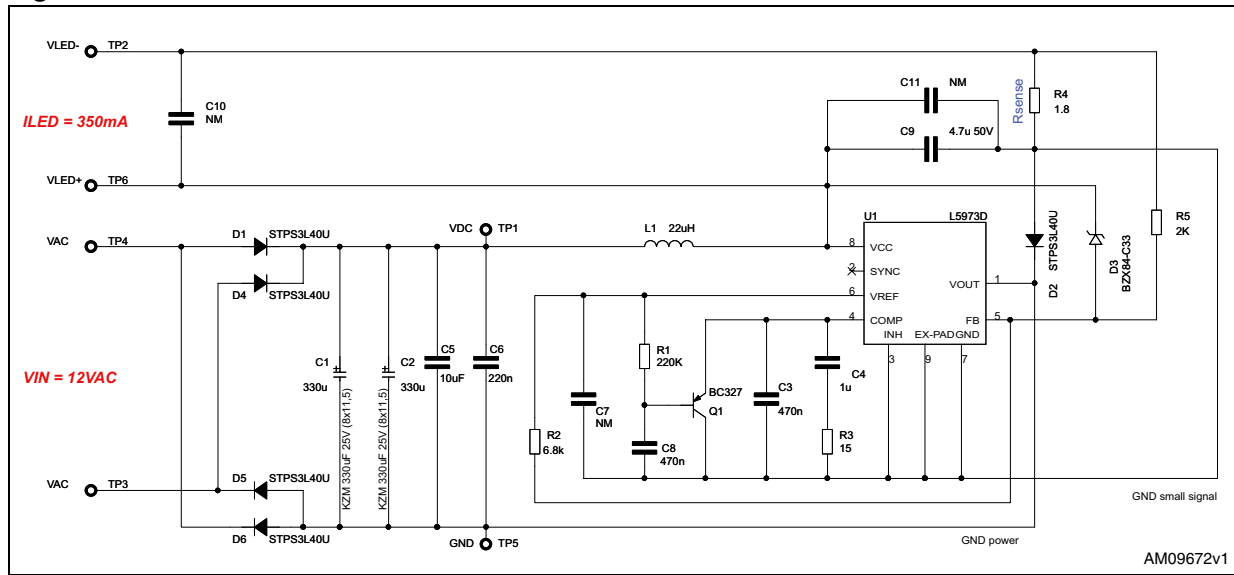 VLED- TP2
C10
NM
ILED = 350mA
VLED+ TP6
VAC TP4
D1 STPS3L40U
D4 STPS3L40U
VIN = 12VAC
VAC TP3
D5 STPS3L40U
D6 STPS3L40U
C1
330u
KZM 330uF 25V (8x11,5)
C2
330u
KZM 330uF 25V (8x11,5)
C5
10uF
C6
220n
VDC TP1
GND TP5
L1 22uH
C11 NM
C9 4.7u 50V
Rsense
R4
1.8
U1 L5973D
8 VCC
2 SYNC
6 VREF
4 COMP
VOUT 1
FB 5
INH EX-PAD GND
3 9 7
D2 STPS3L40U
D3
BZX84-C33
R5
2K
R2
6.8k
C7
NM
R1
220K
C8
470n
BC327
Q1
C3
470n
C4
1u
R3
15
GND small signal
GND power
AM09672v1